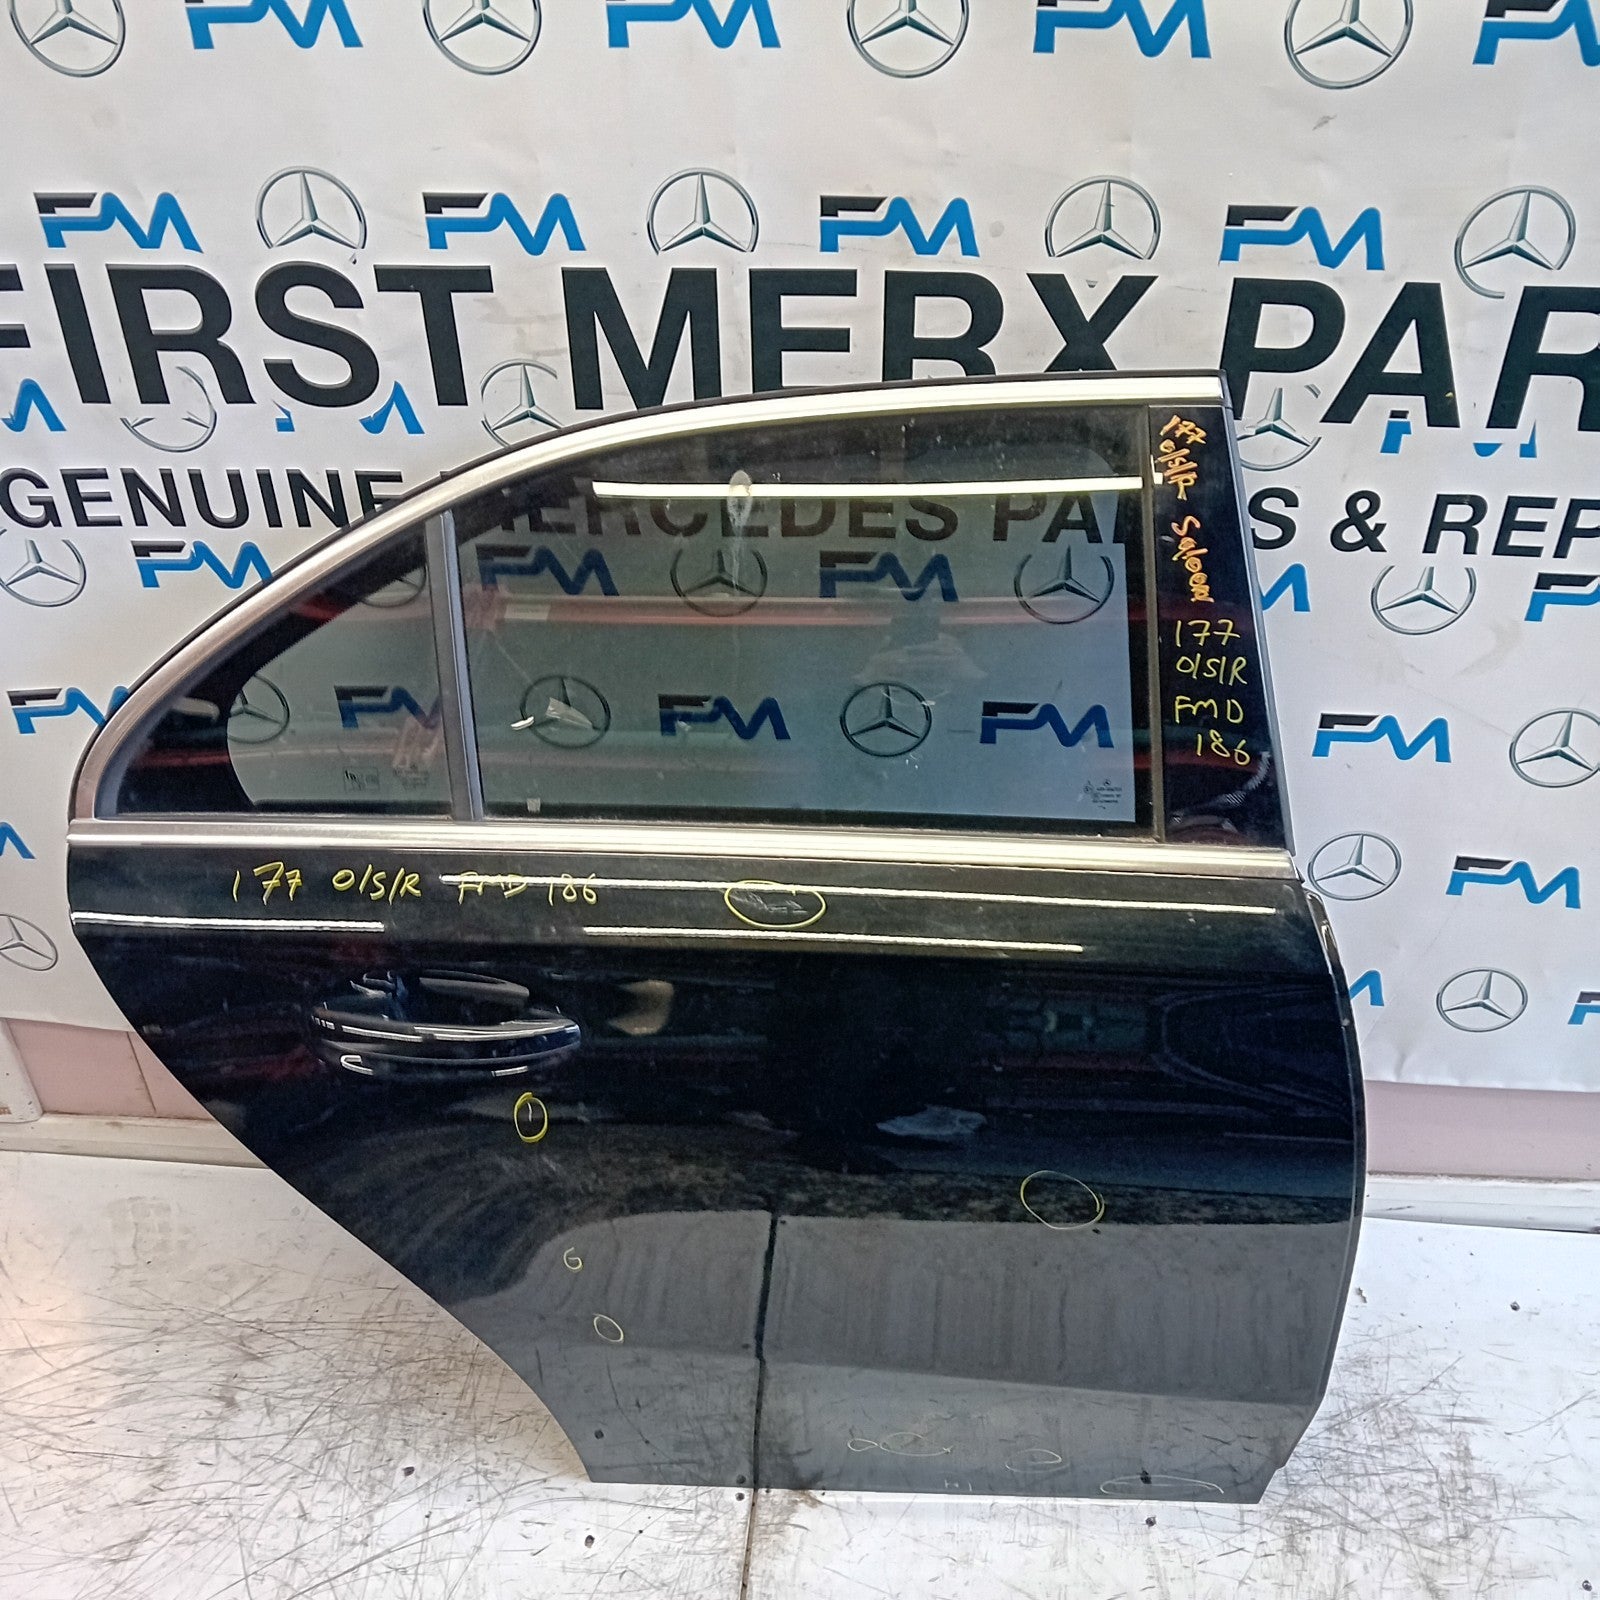 FM FM FM FM
FM FM FM FM
FIRST MERX PAR
GENUINE MERCEDES PA S & REP
FM FM FM FM
177
O/S/R
Saloon
177
O/S/R
FMD
186
FM FM FM FM FM
177 O/S/R FMD 186
FM
G